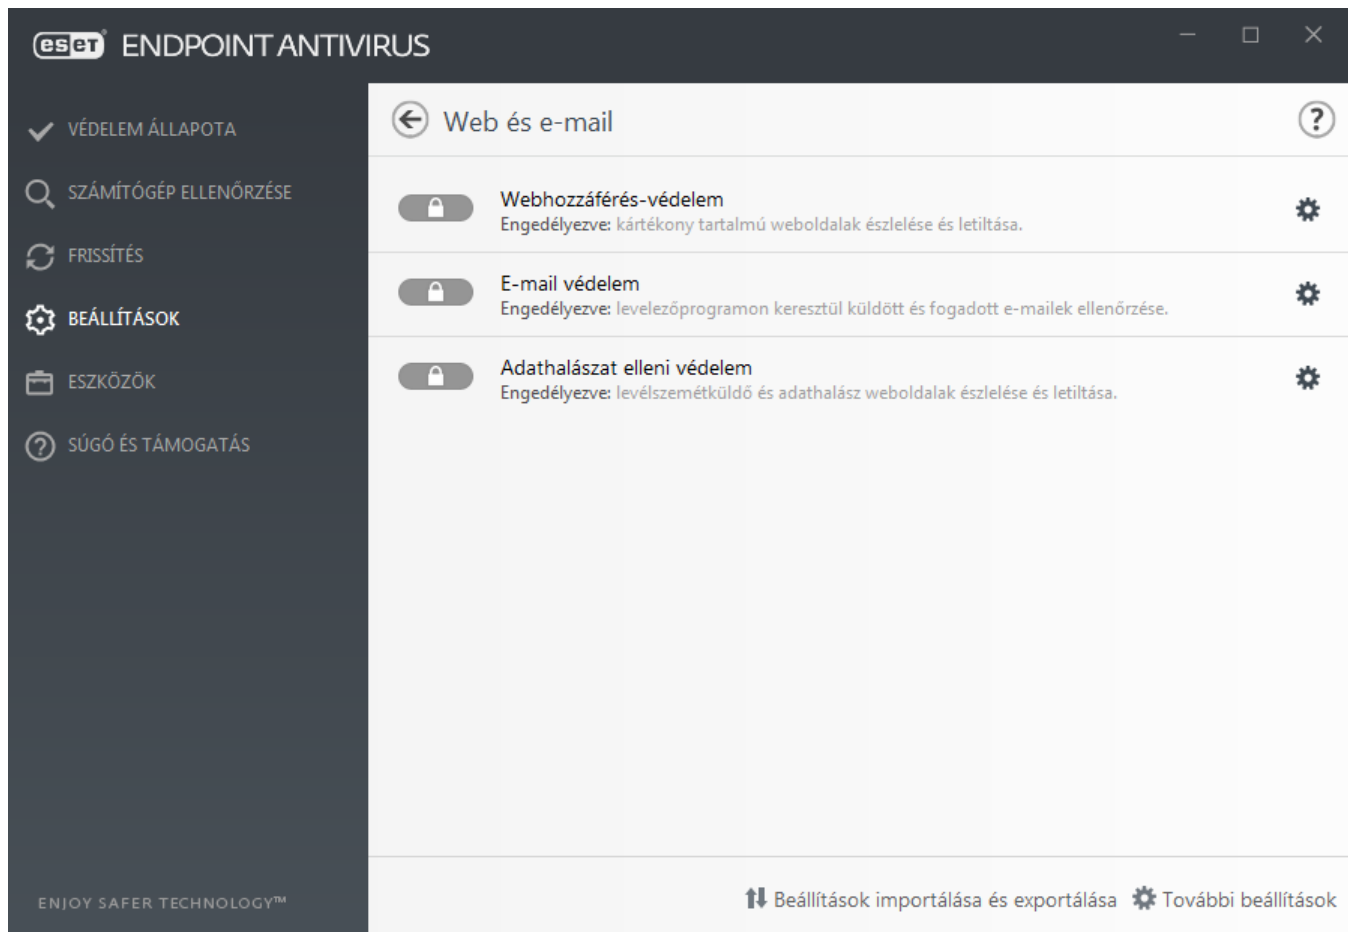 eset ENDPOINT ANTIVIRUS
VÉDELEM ÁLLAPOTA
SZÁMÍTÓGÉP ELLENŐRZÉSE
FRISSÍTÉS
BEÁLLÍTÁSOK
ESZKÖZÖK
SÚGÓ ÉS TÁMOGATÁS
ENJOY SAFER TECHNOLOGY™
Web és e-mail
?
Webhozzáférés-védelem
Engedélyezve: kártékony tartalmú weboldalak észlelése és letiltása.
E-mail védelem
Engedélyezve: levelezőprogramon keresztül küldött és fogadott e-mailek ellenőrzése.
Adathalászat elleni védelem
Engedélyezve: levélszemétküldő és adathalász weboldalak észlelése és letiltása.
Beállítások importálása és exportálása További beállítások